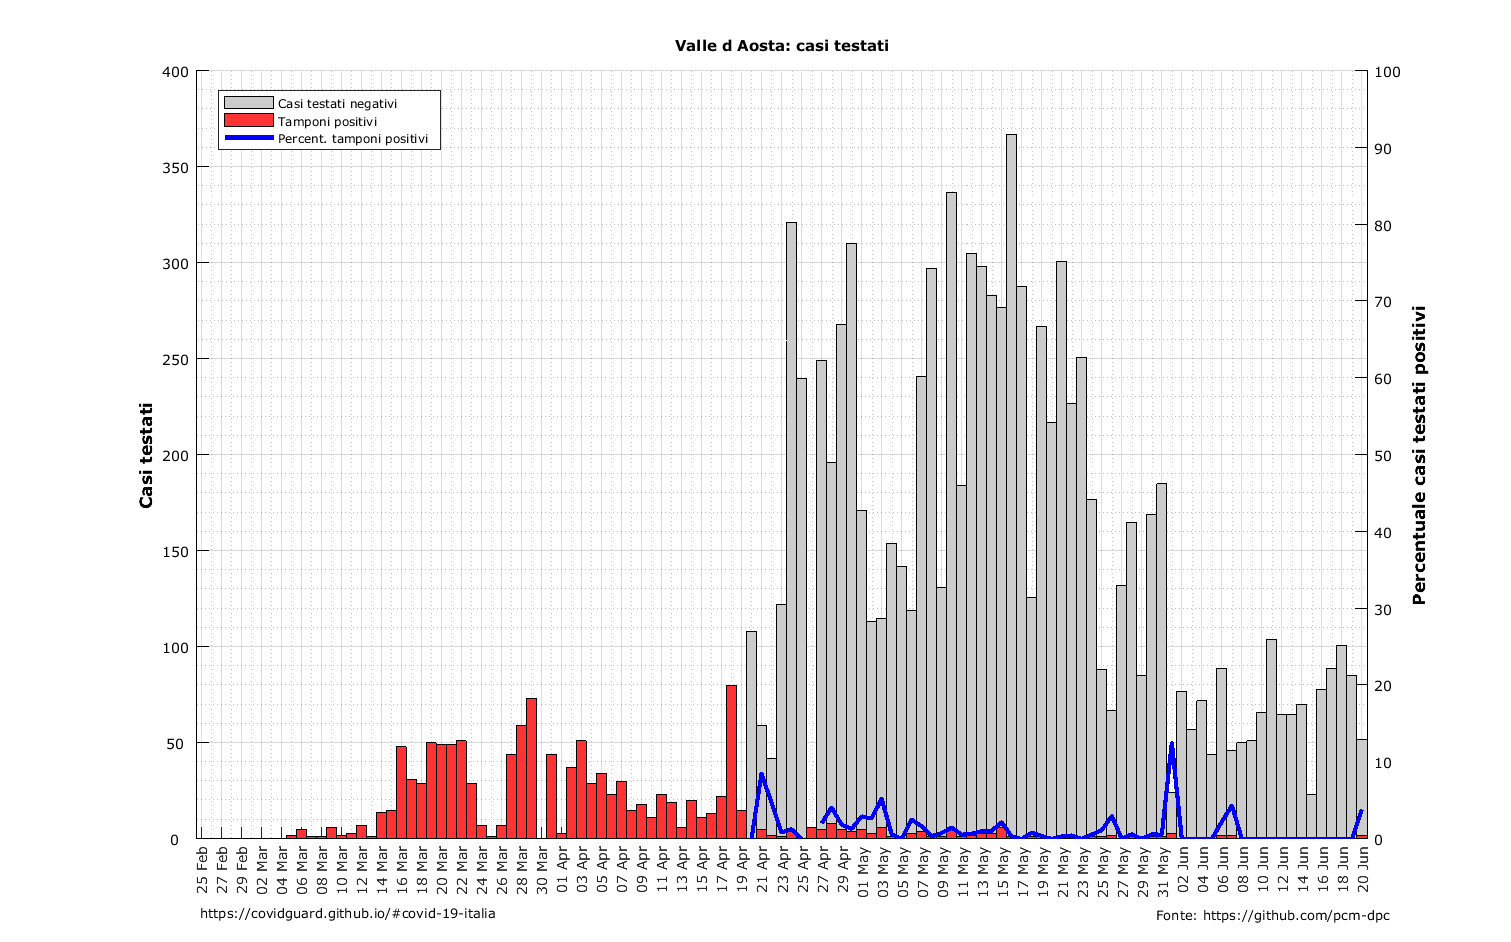 Valle d Aosta: casi testati
400
350
300
250
200
150
100
50
0
Casi testati
Casi testati negativi
Tamponi positivi
Percent. tamponi positivi
100
90
80
70
60
50
40
30
20
10
0
Percentuale casi testati positivi
25 Feb
27 Feb
29 Feb
02 Mar
04 Mar
06 Mar
08 Mar
10 Mar
12 Mar
14 Mar
16 Mar
18 Mar
20 Mar
22 Mar
24 Mar
26 Mar
28 Mar
30 Mar
01 Apr
03 Apr
05 Apr
07 Apr
09 Apr
11 Apr
13 Apr
15 Apr
17 Apr
19 Apr
21 Apr
23 Apr
25 Apr
27 Apr
29 Apr
01 May
03 May
05 May
07 May
09 May
11 May
13 May
15 May
17 May
19 May
21 May
23 May
25 May
27 May
29 May
31 May
02 Jun
04 Jun
06 Jun
08 Jun
10 Jun
12 Jun
14 Jun
16 Jun
18 Jun
20 Jun
https://covidguard.github.io/#covid-19-italia
Fonte: https://github.com/pcm-dpc